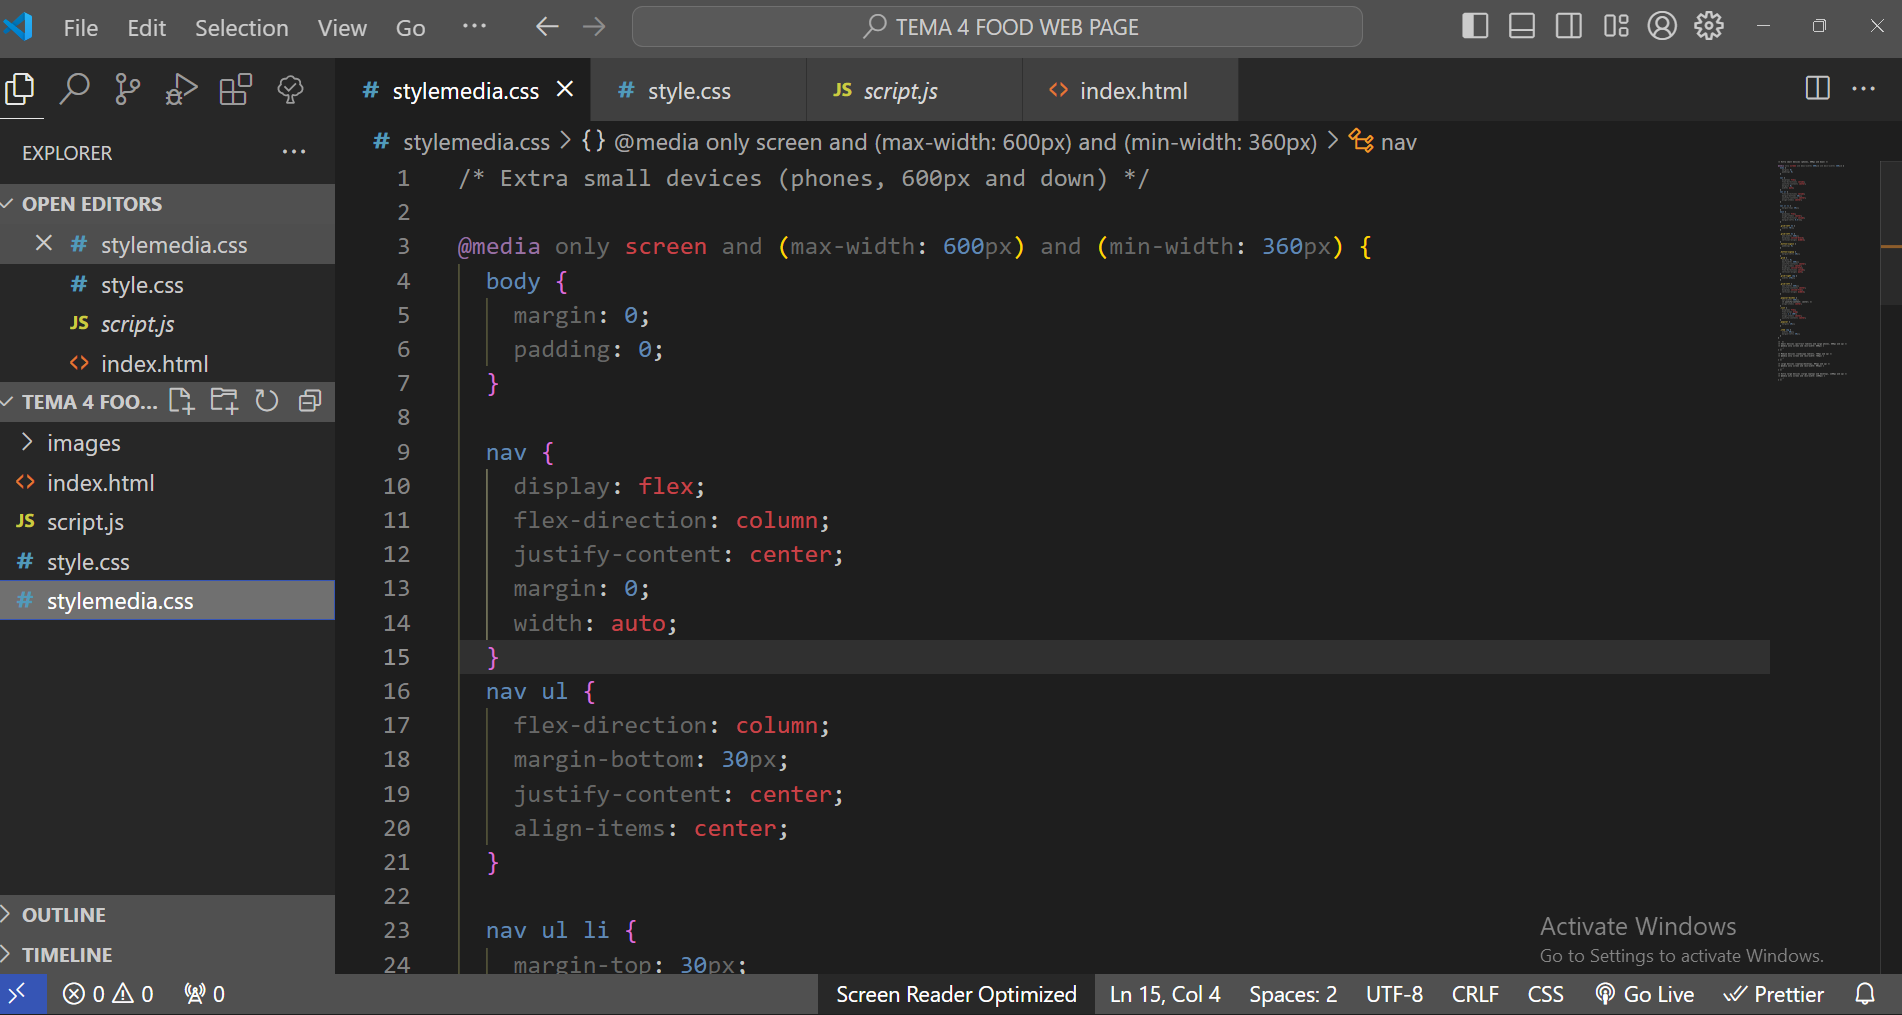 File Edit Selection View Go ··· TEMA 4 FOOD WEB PAGE
# stylemedia.css # style.css JS script.js <> index.html ···
EXPLORER ···
# stylemedia.css > {} @media only screen and (max-width: 600px) and (min-width: 360px) > nav
OPEN EDITORS
# stylemedia.css
# style.css
JS script.js
<> index.html
TEMA 4 FOO...
> images
<> index.html
JS script.js
# style.css
# stylemedia.css
OUTLINE
TIMELINE
1 /* Extra small devices (phones, 600px and down) */
2
3 @media only screen and (max-width: 600px) and (min-width: 360px) {
4 body {
5 margin: 0;
6 padding: 0;
7 }
8
9 nav {
10 display: flex;
11 flex-direction: column;
12 justify-content: center;
13 margin: 0;
14 width: auto;
15 }
16 nav ul {
17 flex-direction: column;
18 margin-bottom: 30px;
19 justify-content: center;
20 align-items: center;
21 }
22
23 nav ul li {
24 margin-top: 30px;
Activate Windows
Go to Settings to activate Windows.
0 0 0 Screen Reader Optimized Ln 15, Col 4 Spaces: 2 UTF-8 CRLF CSS Go Live Prettier